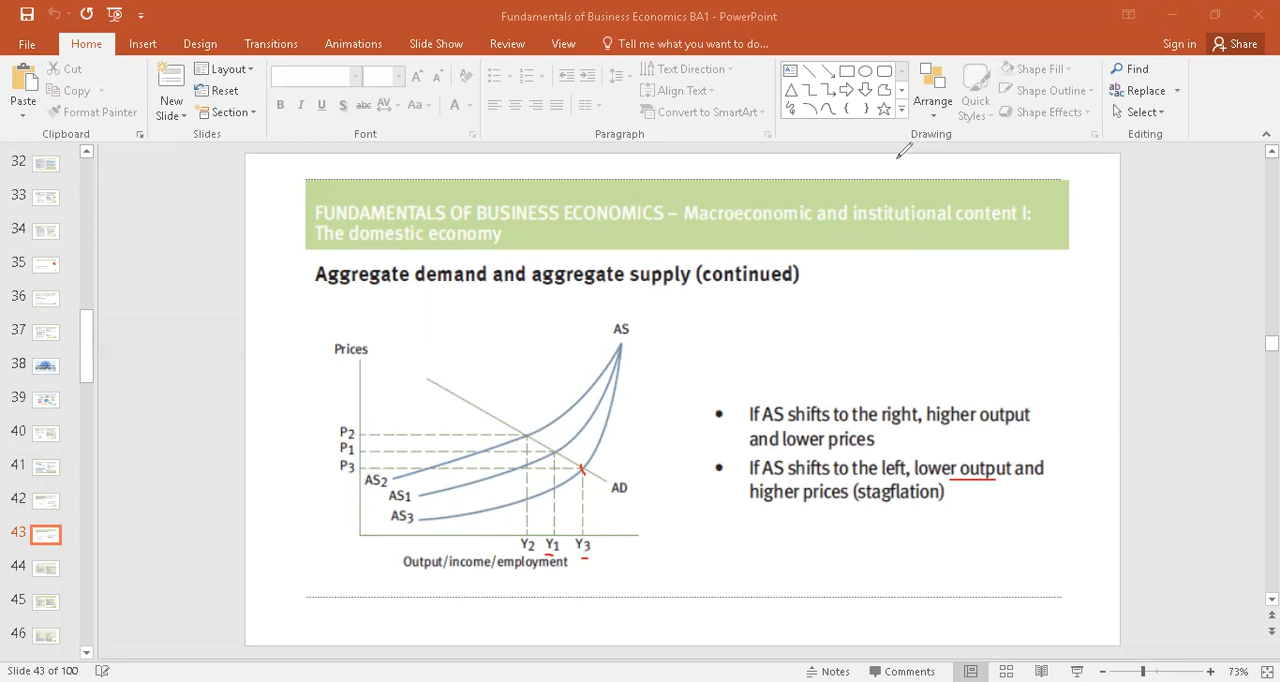 Fundamentals of Business Economics BA1 - PowerPoint
File Home Insert Design Transitions Animations Slide Show Review View Tell me what you want to do... Sign in Share
Paste
Cut
Copy
Format Painter
Clipboard
New
Slide
Layout
Reset
Section
Slides
B I U S abc AV Aa A
Font
Text Direction
Align Text
Convert to SmartArt
Paragraph
Arrange
Quick
Styles
Shape Fill
Shape Outline
Shape Effects
Drawing
Find
Replace
Select
Editing
32
33
34
35
36
37
38
39
40
41
42
43
44
45
46
FUNDAMENTALS OF BUSINESS ECONOMICS – Macroeconomic and institutional content I:
The domestic economy
Aggregate demand and aggregate supply (continued)
AS
Prices
P2
P1
P3
AS2
AS1
AS3
AD
Y2 Y1 Y3
Output/income/employment
• If AS shifts to the right, higher output
and lower prices
• If AS shifts to the left, lower output and
higher prices (stagflation)
Slide 43 of 100
Notes Comments 73%